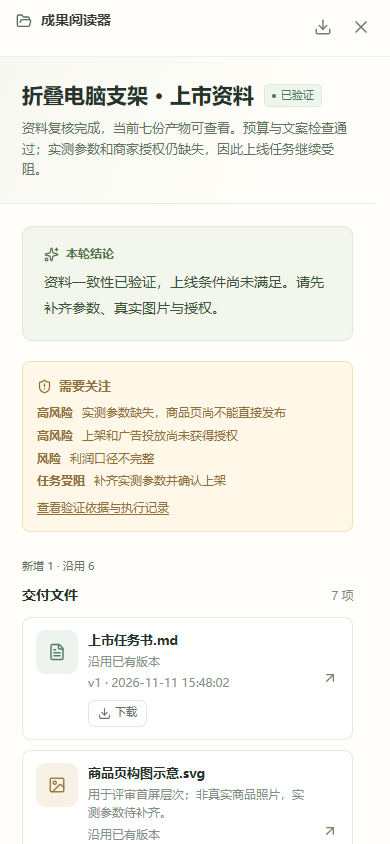 成果阅读器
折叠电脑支架 · 上市资料
已验证
资料复核完成，当前七份产物可查看。预算与文案检查通
过；实测参数和商家授权仍缺失，因此上线任务继续受
阻。
本轮结论
资料一致性已验证，上线条件尚未满足。请先
补齐参数、真实图片与授权。
需要关注
高风险 实测参数缺失，商品页尚不能直接发布
高风险 上架和广告投放尚未获得授权
风险 利润口径不完整
任务受阻 补齐实测参数并确认上架
查看验证依据与执行记录
新增 1 · 沿用 6
交付文件 7 项
上市任务书.md
沿用已有版本
v1 · 2026-11-11 15:48:02
下载
商品页构图示意.svg
用于评审首屏层次；非真实商品照片，实
测参数待补齐。
沿用已有版本